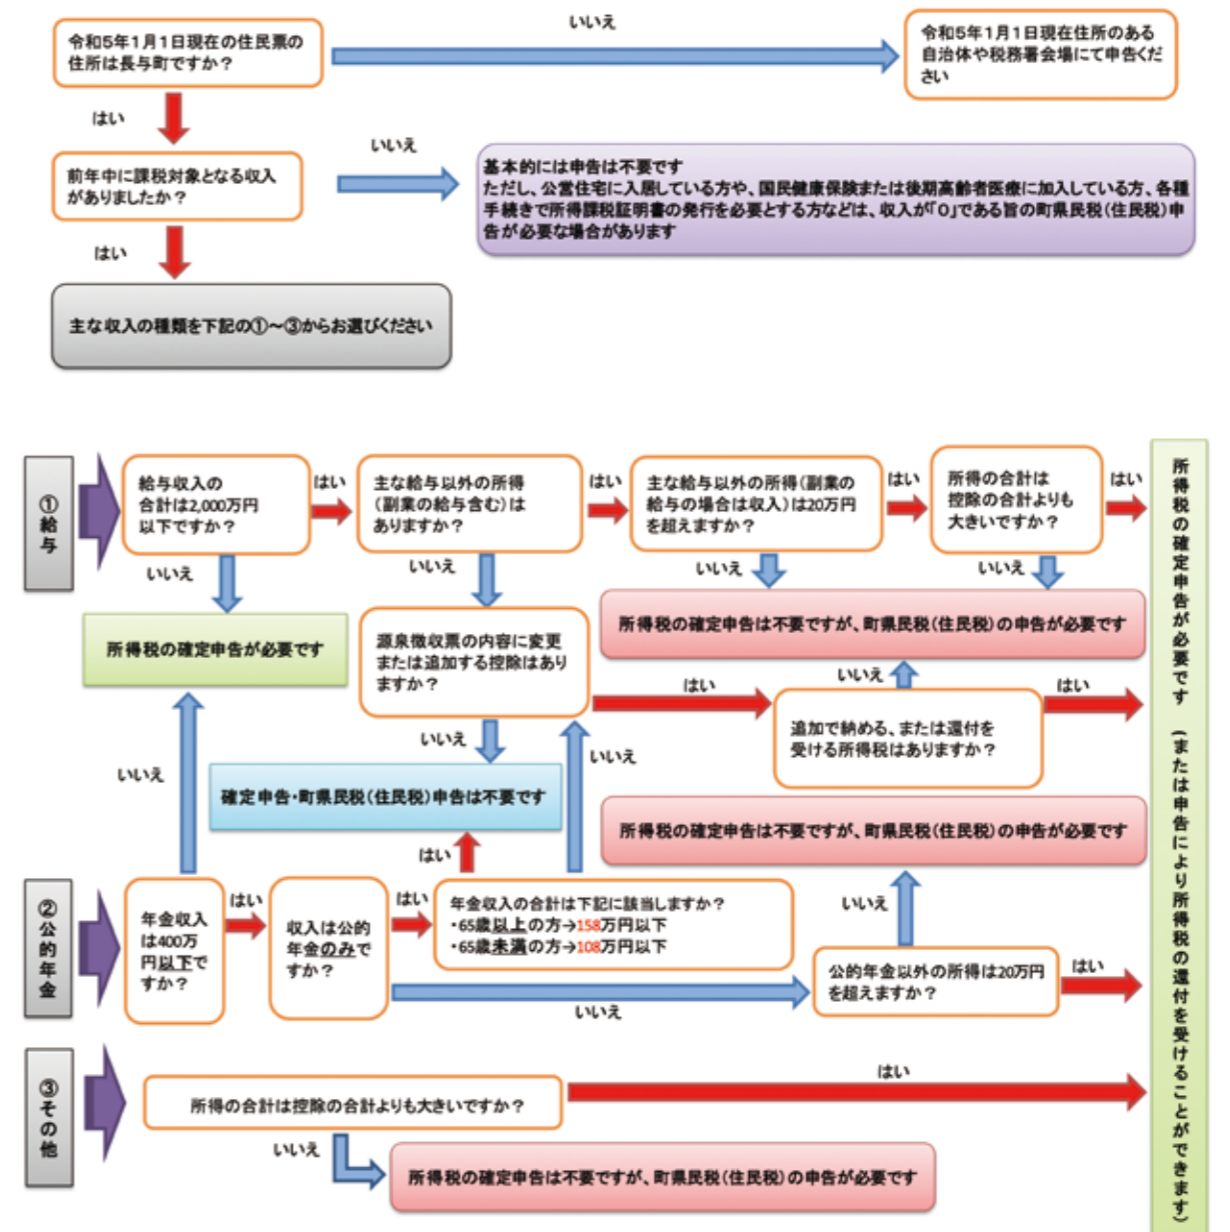 いいえ
令和5年1月1日現在の住民票の
住所は長与町ですか？
令和5年1月1日現在住所のある
自治体や税務署会場にて申告くだ
さい
はい
いいえ
前年中に課税対象となる収入
がありましたか？
基本的には申告は不要です
ただし、公営住宅に入居している方や、国民健康保険または後期高齢者医療に加入している方、各種
手続きで所得課税証明書の発行を必要とする方などは、収入が「０」である旨の町県民税（住民税）申
告が必要な場合があります
はい
主な収入の種類を下記の①～③からお選びください
①給与
給与収入の
合計は2,000万円
以下ですか？
はい
主な給与以外の所得
（副業の給与含む）は
ありますか？
はい
主な給与以外の所得（副業の
給与の場合は収入）は20万円
を超えますか？
はい
所得の合計は
控除の合計よりも
大きいですか？
はい
所得税の確定申告が必要です　（または申告により所得税の還付を受けることができます）
いいえ
いいえ
いいえ
いいえ
所得税の確定申告が必要です
源泉徴収票の内容に変更
または追加する控除はあり
ますか？
所得税の確定申告は不要ですが、町県民税（住民税）の申告が必要です
はい
いいえ
はい
追加で納める、または還付を
受ける所得税はありますか？
いいえ
いいえ
いいえ
確定申告・町県民税（住民税）申告は不要です
所得税の確定申告は不要ですが、町県民税（住民税）の申告が必要です
はい
②公的年金
年金収入
は400万
円以下で
すか？
はい
収入は公的
年金のみで
すか？
はい
年金収入の合計は下記に該当しますか？
・65歳以上の方→158万円以下
・65歳未満の方→108万円以下
いいえ
いいえ
公的年金以外の所得は20万円
を超えますか？
はい
③その他
所得の合計は控除の合計よりも大きいですか？
はい
いいえ
所得税の確定申告は不要ですが、町県民税（住民税）の申告が必要です